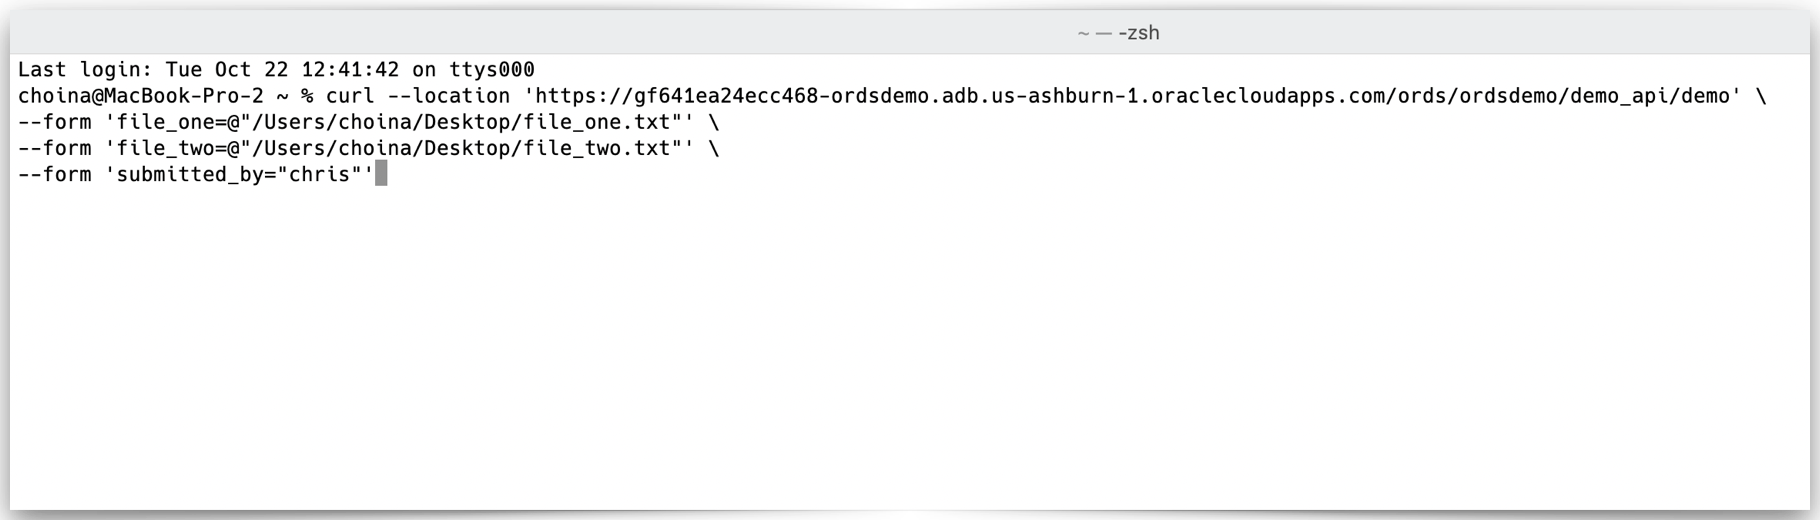 ~ — -zsh
Last login: Tue Oct 22 12:41:42 on ttys000
choina@MacBook-Pro-2 ~ % curl --location 'https://gf641ea24ecc468-ordsdemo.adb.us-ashburn-1.oraclecloudapps.com/ords/ordsdemo/demo_api/demo' \
--form 'file_one=@"/Users/choina/Desktop/file_one.txt"' \
--form 'file_two=@"/Users/choina/Desktop/file_two.txt"' \
--form 'submitted_by="chris"'